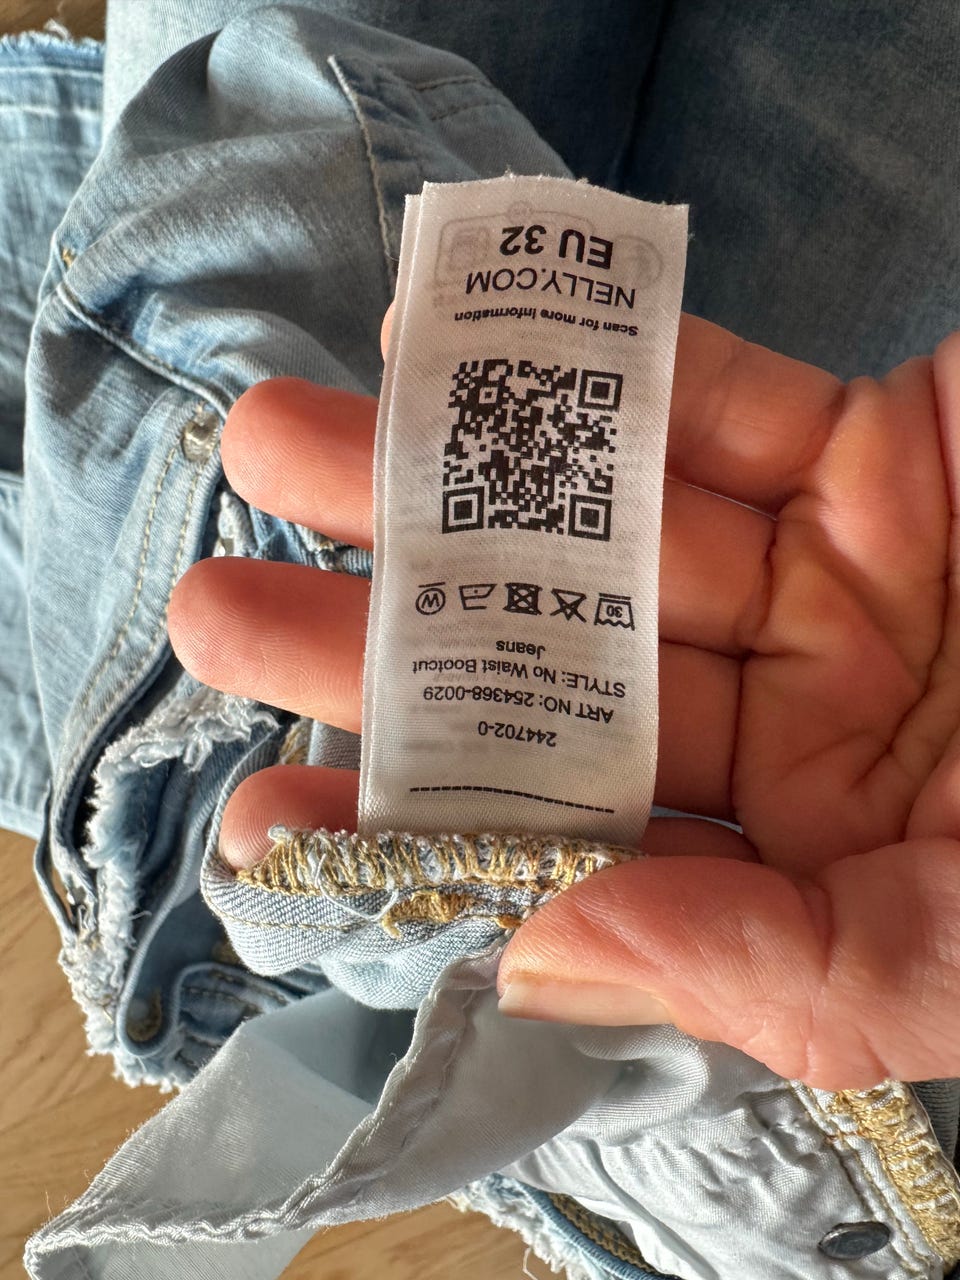 244702-0
ART NO: 254368-0029
STYLE: No Waist Bootcut
Jeans
30 W
Scan for more Information
NELLY.COM
EU 32